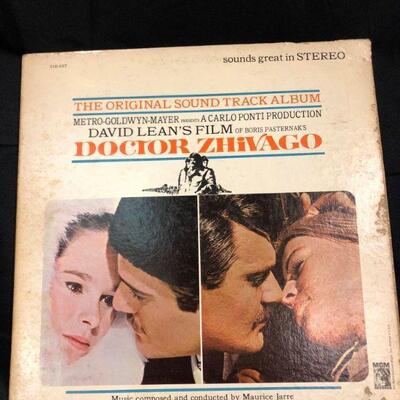 sounds great in STEREO
THE ORIGINAL SOUND TRACK ALBUM
METRO-GOLDWYN-MAYER PRESENTS A CARLO PONTI PRODUCTION
DAVID LEAN'S FILM OF BORIS PASTERNAK'S
DOCTOR ZHiVAGO
MGM
Music composed and conducted by Maurice Jarre